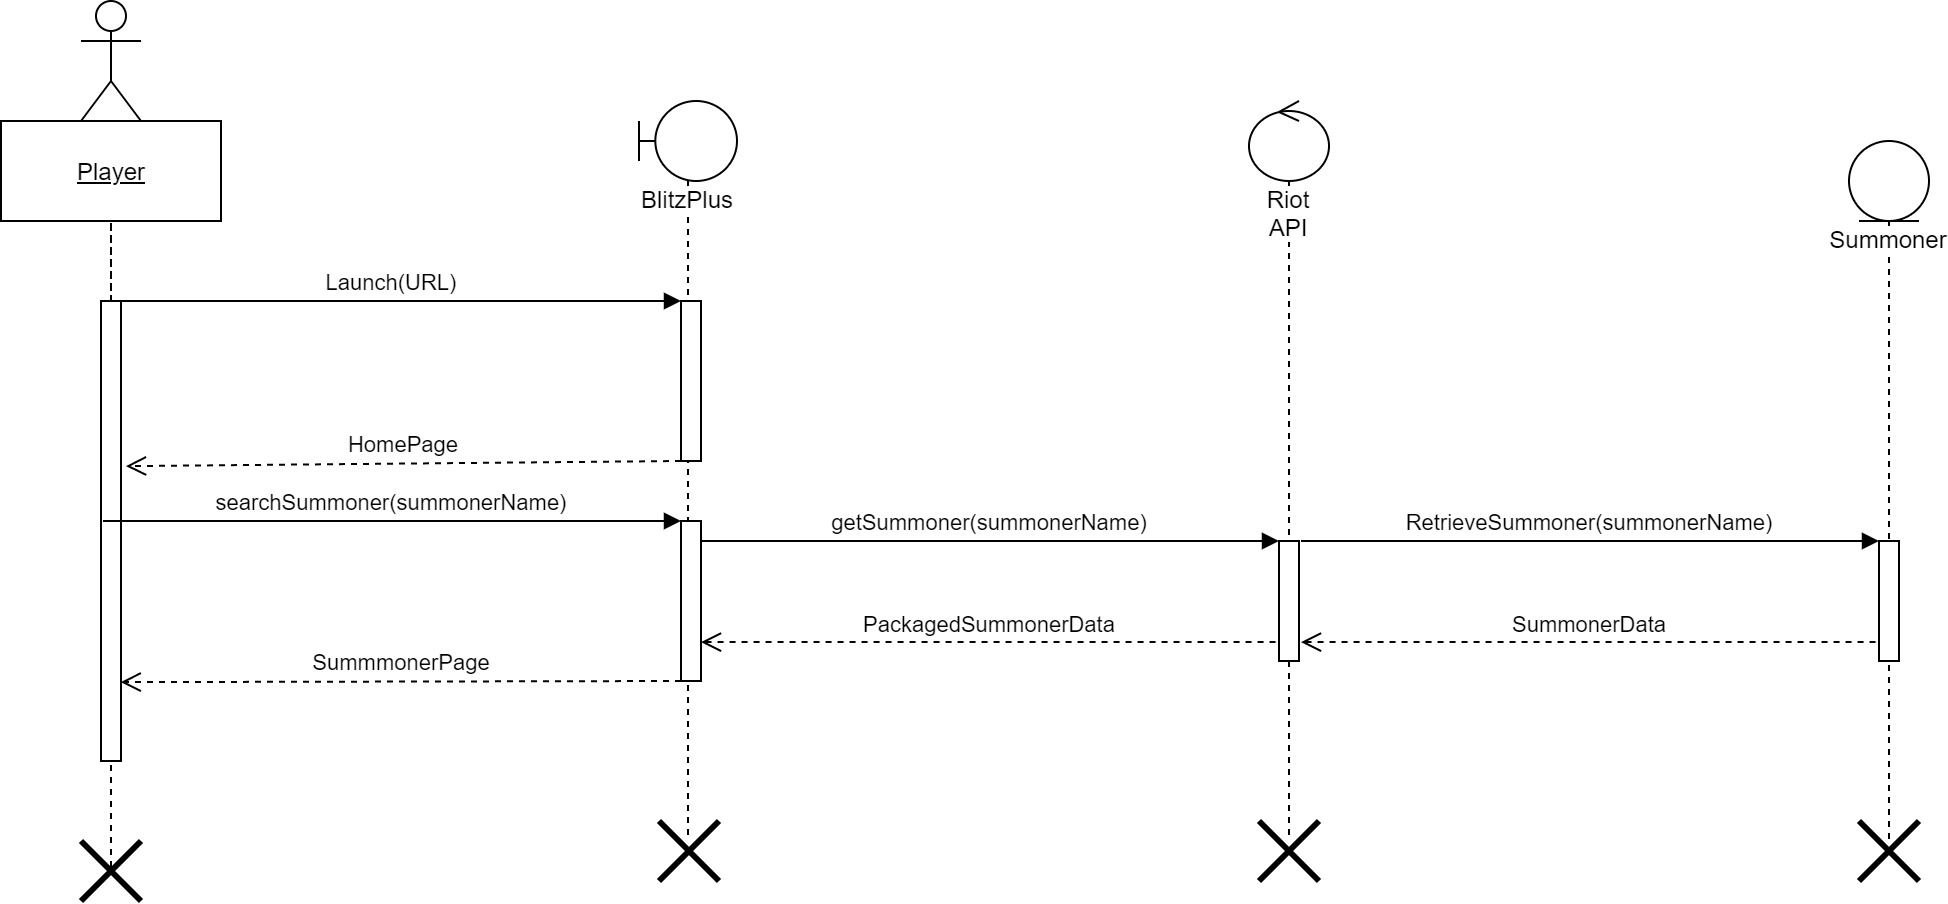 Player
BlitzPlus
Riot
API
Summoner
Launch(URL)
HomePage
searchSummoner(summonerName)
getSummoner(summonerName)
RetrieveSummoner(summonerName)
PackagedSummonerData
SummonerData
SummmonerPage